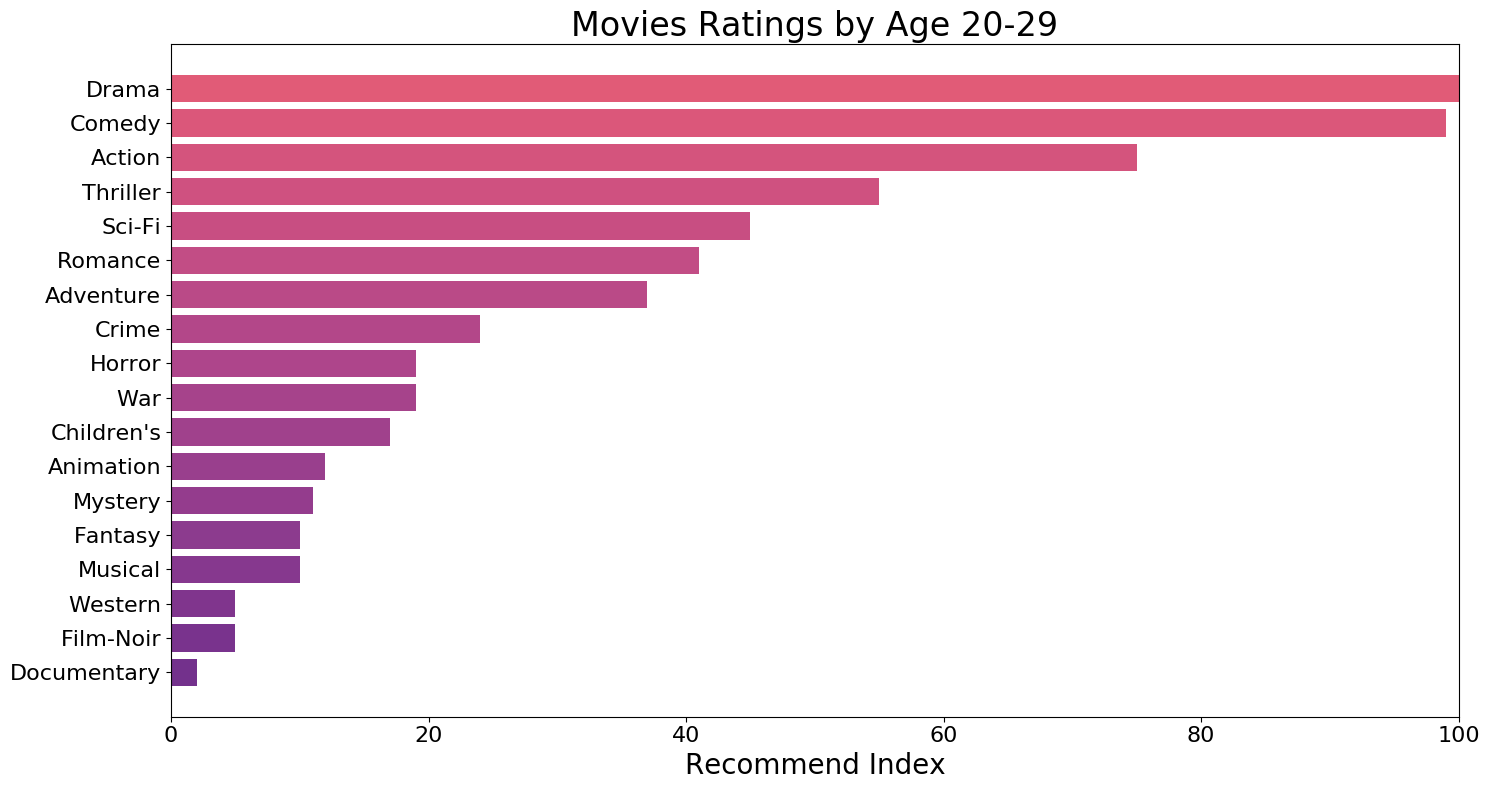 Movies Ratings by Age 20-29
Drama
Comedy
Action
Thriller
Sci-Fi
Romance
Adventure
Crime
Horror
War
Children's
Animation
Mystery
Fantasy
Musical
Western
Film-Noir
Documentary
0 20 40 60 80 100
Recommend Index